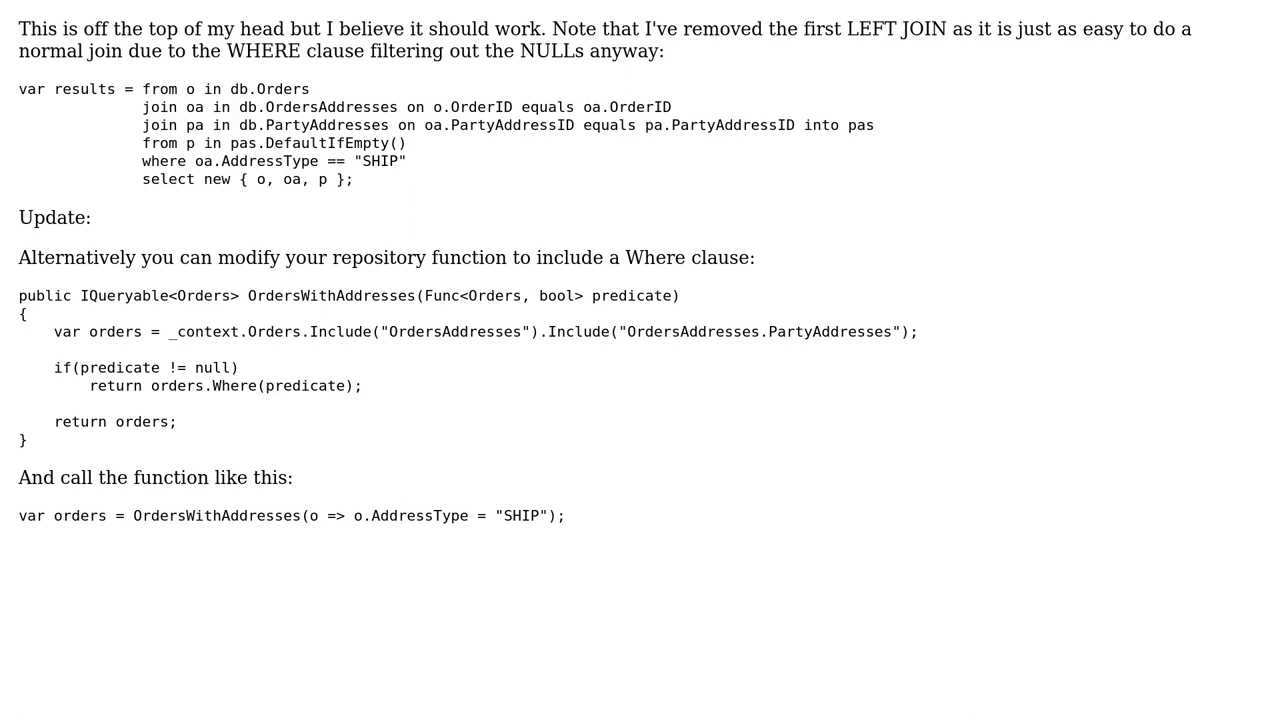 This is off the top of my head but I believe it should work. Note that I've removed the first LEFT JOIN as it is just as easy to do a
normal join due to the WHERE clause filtering out the NULLs anyway:
var results = from o in db.Orders
              join oa in db.OrdersAddresses on o.OrderID equals oa.OrderID
              join pa in db.PartyAddresses on oa.PartyAddressID equals pa.PartyAddressID into pas
              from p in pas.DefaultIfEmpty()
              where oa.AddressType == "SHIP"
              select new { o, oa, p };
Update:
Alternatively you can modify your repository function to include a Where clause:
public IQueryable<Orders> OrdersWithAddresses(Func<Orders, bool> predicate)
{
    var orders = _context.Orders.Include("OrdersAddresses").Include("OrdersAddresses.PartyAddresses");
    if(predicate != null)
        return orders.Where(predicate);
    return orders;
}
And call the function like this:
var orders = OrdersWithAddresses(o => o.AddressType = "SHIP");